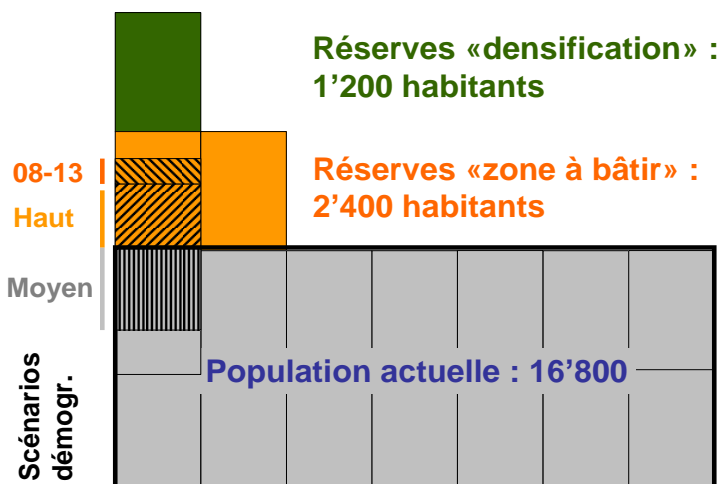 Réserves «densification» :
1’200 habitants
08-13
Réserves «zone à bâtir» :
2’400 habitants
Haut
Moyen
Population actuelle : 16’800
Scénarios
démogr.